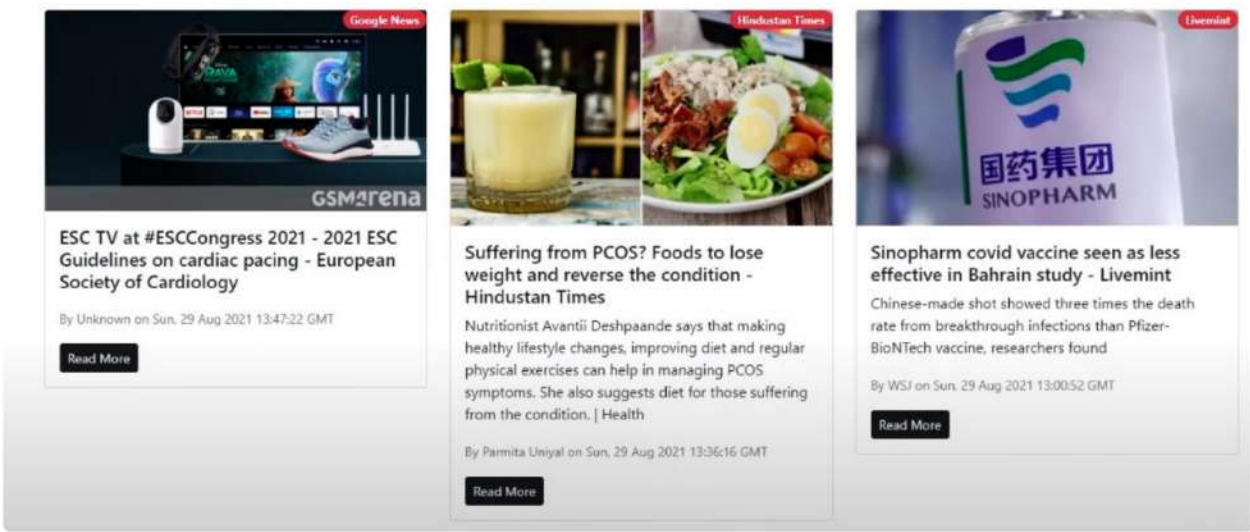 Google News
GSMArena
ESC TV at #ESCCongress 2021 - 2021 ESC
Guidelines on cardiac pacing - European
Society of Cardiology
By Unknown on Sun, 29 Aug 2021 13:47:22 GMT
Read More
Hindustan Times
Suffering from PCOS? Foods to lose
weight and reverse the condition -
Hindustan Times
Nutritionist Avantii Deshpaande says that making
healthy lifestyle changes, improving diet and regular
physical exercises can help in managing PCOS
symptoms. She also suggests diet for those suffering
from the condition. | Health
By Parmita Uniyal on Sun, 29 Aug 2021 13:36:16 GMT
Read More
Livemint
国药集团
SINOPHARM
Sinopharm covid vaccine seen as less
effective in Bahrain study - Livemint
Chinese-made shot showed three times the death
rate from breakthrough infections than Pfizer-
BioNTech vaccine, researchers found
By WSJ on Sun, 29 Aug 2021 13:00:52 GMT
Read More